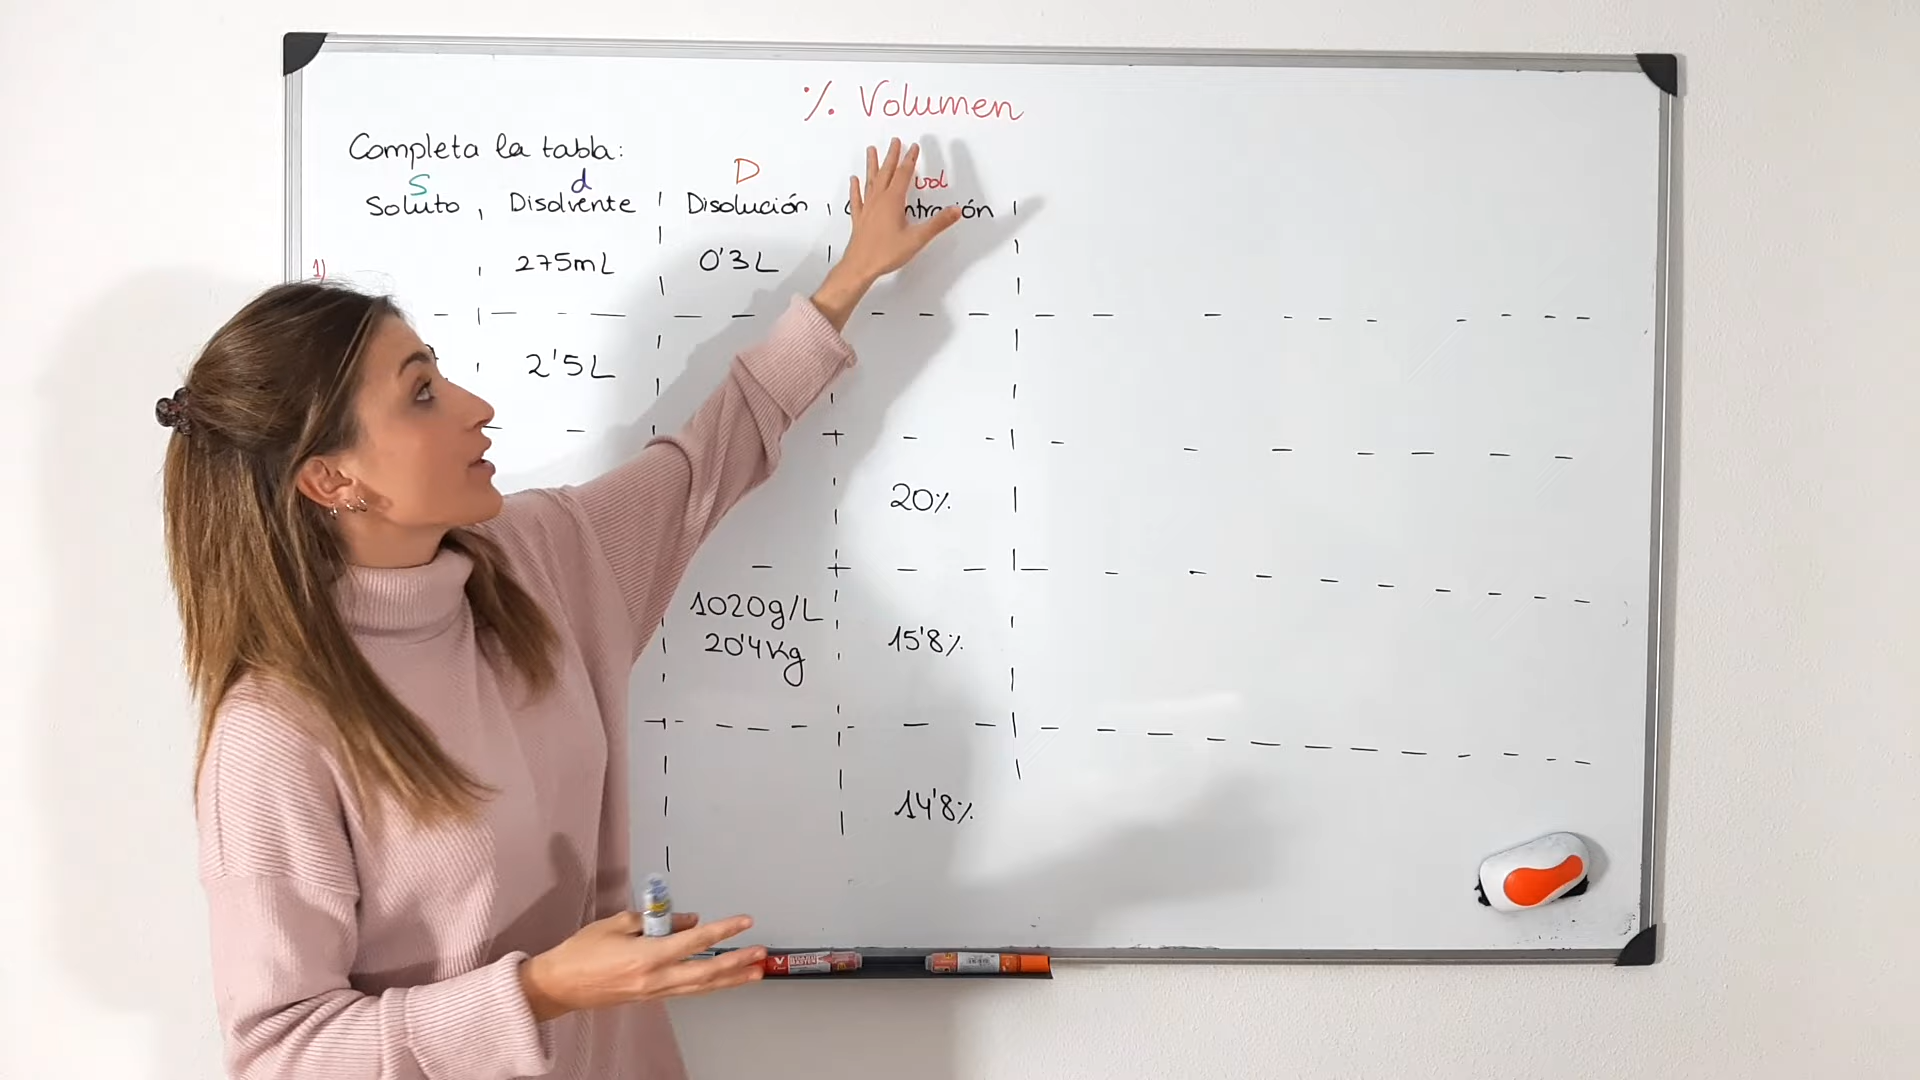 % Volumen
Completa la tabla:
S d D vol
Soluto Disolvente Disolución
1) 275mL 0'3L
2'5L
20%
1020g/L
20'4Kg 15'8%
14'8%